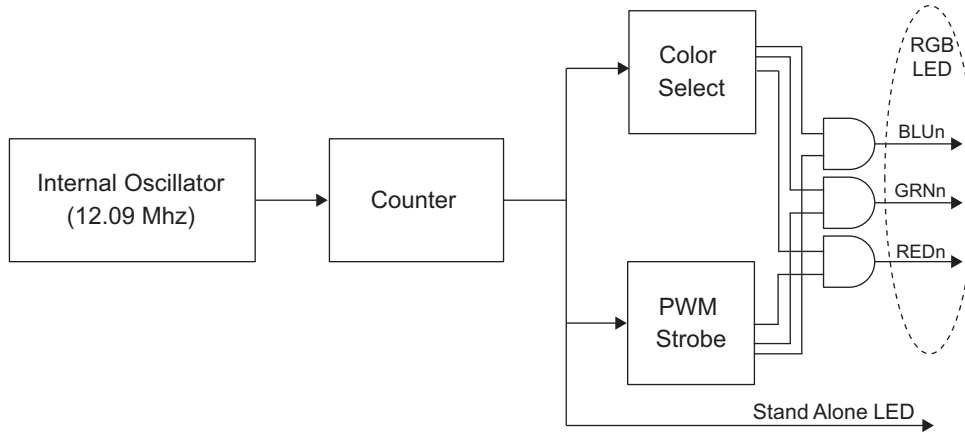 Internal Oscillator
(12.09 Mhz)
Counter
Color
Select
PWM
Strobe
RGB
LED
BLUn
GRNn
REDn
Stand Alone LED